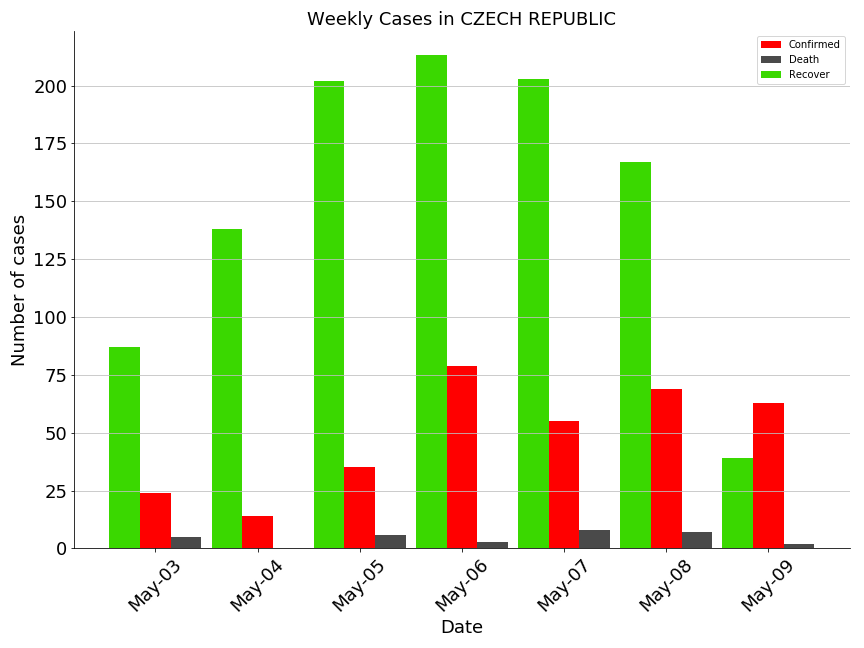 Weekly Cases in CZECH REPUBLIC
Confirmed
Death
Recover
Number of cases
200
175
150
125
100
75
50
25
0
May-03
May-04
May-05
May-06
May-07
May-08
May-09
Date